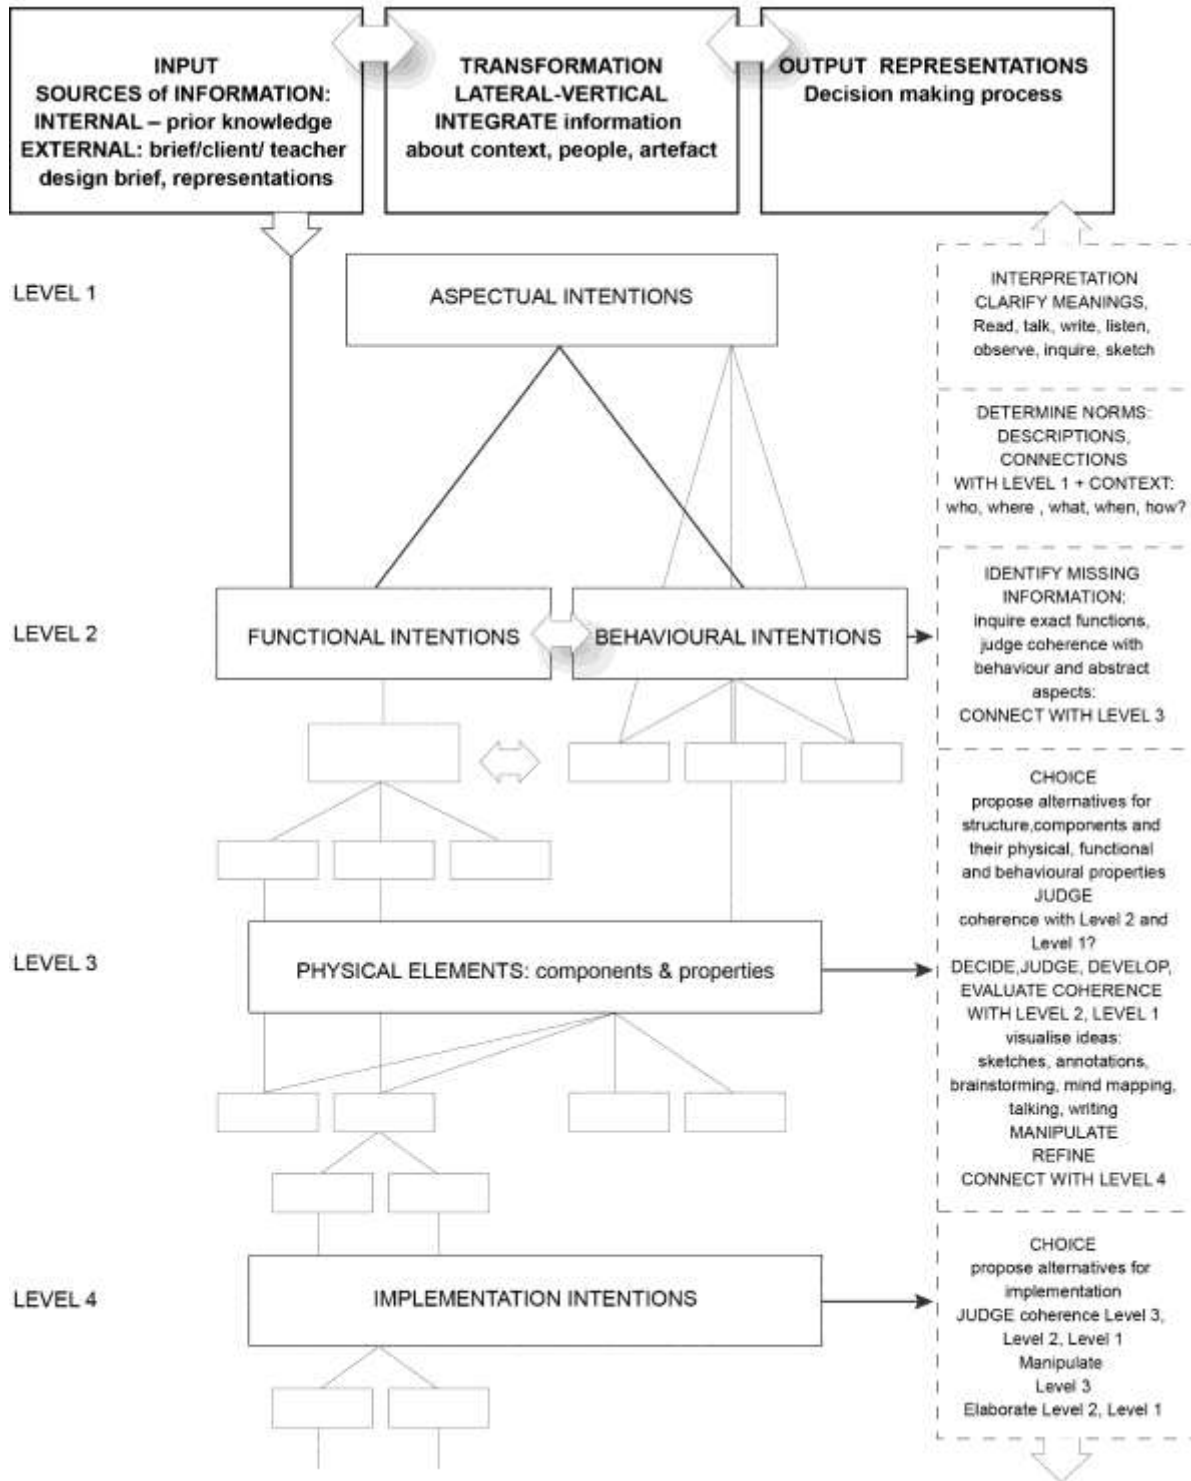 INPUT
SOURCES of INFORMATION:
INTERNAL – prior knowledge
EXTERNAL: brief/client/ teacher
design brief, representations
TRANSFORMATION
LATERAL-VERTICAL
INTEGRATE information
about context, people, artefact
OUTPUT REPRESENTATIONS
Decision making process
LEVEL 1
ASPECTUAL INTENTIONS
INTERPRETATION
CLARIFY MEANINGS,
Read, talk, write, listen,
observe, inquire, sketch
DETERMINE NORMS:
DESCRIPTIONS,
CONNECTIONS
WITH LEVEL 1 + CONTEXT:
who, where , what, when, how?
LEVEL 2
FUNCTIONAL INTENTIONS
BEHAVIOURAL INTENTIONS
IDENTIFY MISSING
INFORMATION:
inquire exact functions,
judge coherence with
behaviour and abstract
aspects:
CONNECT WITH LEVEL 3
LEVEL 3
PHYSICAL ELEMENTS: components & properties
CHOICE
propose alternatives for
structure,components and
their physical, functional
and behavioural properties
JUDGE
coherence with Level 2 and
Level 1?
DECIDE,JUDGE, DEVELOP,
EVALUATE COHERENCE
WITH LEVEL 2, LEVEL 1
visualise ideas:
sketches, annotations,
brainstorming, mind mapping,
talking, writing
MANIPULATE
REFINE
CONNECT WITH LEVEL 4
LEVEL 4
IMPLEMENTATION INTENTIONS
CHOICE
propose alternatives for
implementation
JUDGE coherence Level 3,
Level 2, Level 1
Manipulate
Level 3
Elaborate Level 2, Level 1